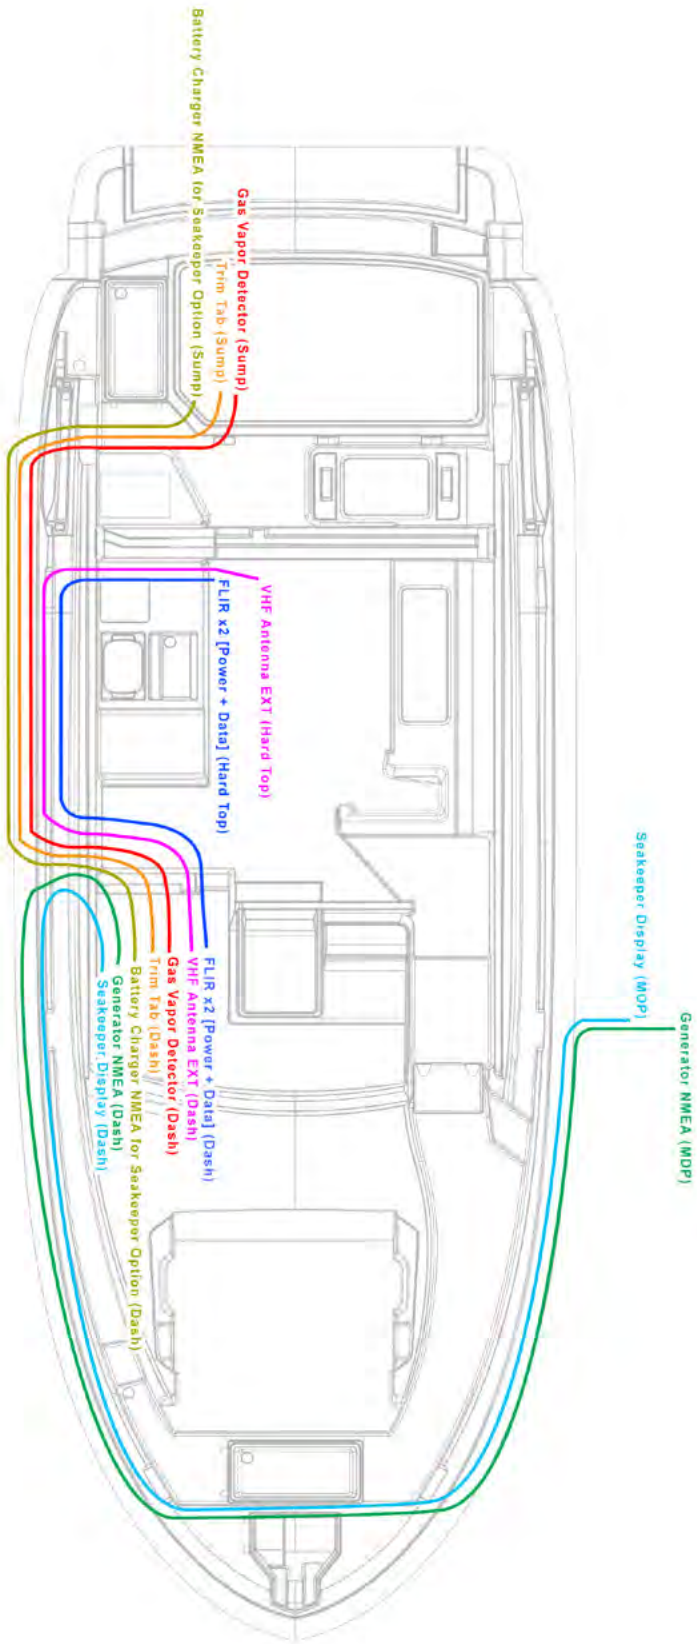 Battery Charger NMEA for Seakeeper Option (Sump)
Trim Tab (Sump)
Gas Vapor Detector (Sump)
VHF Antenna EXT (Hard Top)
FLIR x2 [Power + Data] (Hard Top)
Seakeeper Display (MDP)
Generator NMEA (MDP)
FLIR x2 [Power + Data] (Dash)
VHF Antenna EXT (Dash)
Gas Vapor Detector (Dash)
Trim Tab (Dash)
Battery Charger NMEA for Seakeeper Option (Dash)
Generator NMEA (Dash)
Seakeeper Display (Dash)